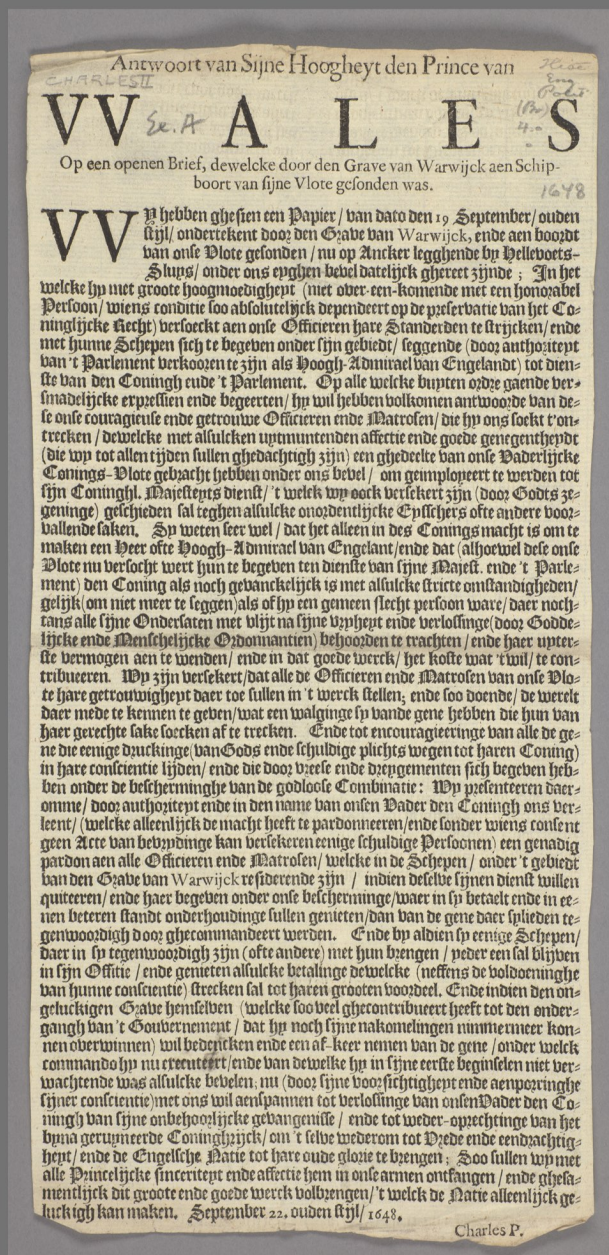 Antwoort van Sijne Hoogheyt den Prince van
CHARLES II
VVALES
Ee. A
Hist
Eng
(Br)
4.
1648
Op een openen Brief, dewelcke door den Grave van Warwijck aen Schip-
boort van sijne Vlote gesonden was.
VVY hebben ghesien een Papier/ van dato den 19 September/ ouden
stijl/ ondertekent door den Grave van Warwijck, ende aen boordt
van onse Vlote gesonden/ nu op Ancker legghende by Hellevoets-
Sluys/ onder ons eyghen bevel datelijck ghereet zijnde; In het
welcke hy met groote hoogmoedigheyt (niet over-een-komende met een honorabel
Persoon/ wiens conditie soo absolutelijck dependeert op de preservatie van het Co-
ninglijcke Recht) versoeckt aen onse Officieren hare Standerden te strijcken/ ende
met hunne Schepen sich te begeven onder sijn gebiedt/ seggende (door authoriteyt
van 't Parlement verkooren te zijn als Hoogh-Admirael van Engelandt) tot dien-
ste van den Coningh eude 't Parlement. Op alle welcke buyten ordre gaende ver-
smadelijcke expressien ende begeerten/ hy wil hebben volkomen antwoorde van de-
se onse couragieuse ende getrouwe Officieren ende Matrosen/ die hy ons soekt t'on-
trecken/ dewelcke met alsulcken uytmuntenden affectie ende goede genegentheydt
(die wy tot allen tijden sullen ghedachtigh zijn) een ghedeelte van onse Vaderlijcke
Conings-Vlote gebracht hebben onder ons bevel/ om geimployeert te werden tot
sijn Coninghl. Majesteyts dienst/ 't welck wy oock versekert zijn (door Godts ze-
geninge) geschieden sal teghen alsulcke onordentlijcke Eysschers ofte andere voor-
vallende saken. Sy weten seer wel/ dat het alleen in des Conings macht is om te
maken een Heer ofte Hoogh-Admirael van Engelant/ ende dat (alhoewel dese onse
Vlote nu versocht wert hun te begeven ten dienste van sijne Majest. ende 't Parle-
ment) den Coning als noch gevanckelijck is met alsulcke stricte omstandigheden/
gelijk (om niet meer te seggen) als of hy een gemeen slecht persoon ware/ daer noch-
tans alle sijne Ondersaten met vlijt na sijne vryheyt ende verlossinge (door Godde-
lijcke ende Menschelijcke Ordonnantien) behoorden te trachten/ ende haer uyter-
ste vermogen aen te wenden/ ende in dat goede werck/ het koste wat 't wil/ te con-
tribueeren. Wy zijn versekert/ dat alle de Officieren ende Matrosen van onse Vlo-
te hare getrouwigheyt daer toe sullen in 't werck stellen; ende soo doende/ de werelt
daer mede te kennen te geven/ wat een walginge sy vande gene hebben die hun van
haer gerechte sake soecken af te trecken. Ende tot encouragieeringe van alle de ge-
ne die eenige druckinge (van Gods ende schuldige plichts wegen tot haren Coning)
in hare conscientie lijden/ ende die door vreese ende dreygementen sich begeven heb-
ben onder de bescherminghe van de godloose Combinatie: Wy presenteeren daer-
omme/ door authoriteyt ende in den name van onsen Vader den Coningh ons ver-
leent/ (welcke alleenlijck de macht heeft te pardonneeren/ ende sonder wiens consent
geen Acte van bevrydinge kan versekeren eenige schuldige Persoonen) een genadig
pardon aen alle Officieren ende Matrosen/ welcke in de Schepen/ onder 't gebiedt
van den Grave van Warwijck residerende zijn/ indien deselve sijnen dienst willen
quiteeren/ ende haer begeven onder onse bescherminge/ waer in sy betaelt ende in ee-
nen beteren standt onderhoudinge sullen genieten/ dan van de gene daer sylieden te-
genwoordigh door ghecommandeert werden. Ende by aldien sy eenige Schepen/
daer in sy tegenwoordigh zijn (ofte andere) met hun brengen/ yeder een sal blijven
in sijn Offitie/ ende genieten alsulcke betalinge dewelcke (neffens de voldoeninghe
van hunne conscientie) strecken sal tot haren grooten voordeel. Ende indien den on-
geluckigen Grave hemselven (welcke soo veel ghecontribueert heeft tot den onder-
gangh van 't Gouvernement/ dat hy noch sijne nakomelingen nimmermeer kon-
nen overwinnen) wil bedencken ende een af-keer nemen van de gene/ onder welck
commando hy nu executeert/ ende van dewelke hy in sijne eerste beginselen niet ver-
wachtende was alsulcke bevelen; nu (door sijne voorsichtigheyt ende aenporringhe
sijner conscientie) met ons wil aenspannen tot verlossinge van onsen Vader den Co-
ningh van sijne onbehoorlijcke gevangenisse/ ende tot weder-oprechtinge van het
byna geruyneerde Coninghrijck/ om 't selve wederom tot Vrede ende eendrachtig-
heyt/ ende de Engelsche Natie tot hare oude glorie te brengen; Soo sullen wy met
alle Princelijcke sinceriteyt ende affectie hem in onse armen ontfangen/ ende ghesa-
mentlijck dit groote ende goede werck volbrengen/ 't welck de Natie alleenlijck ge-
luckigh kan maken. September 22. ouden stijl/ 1648.
Charles P.